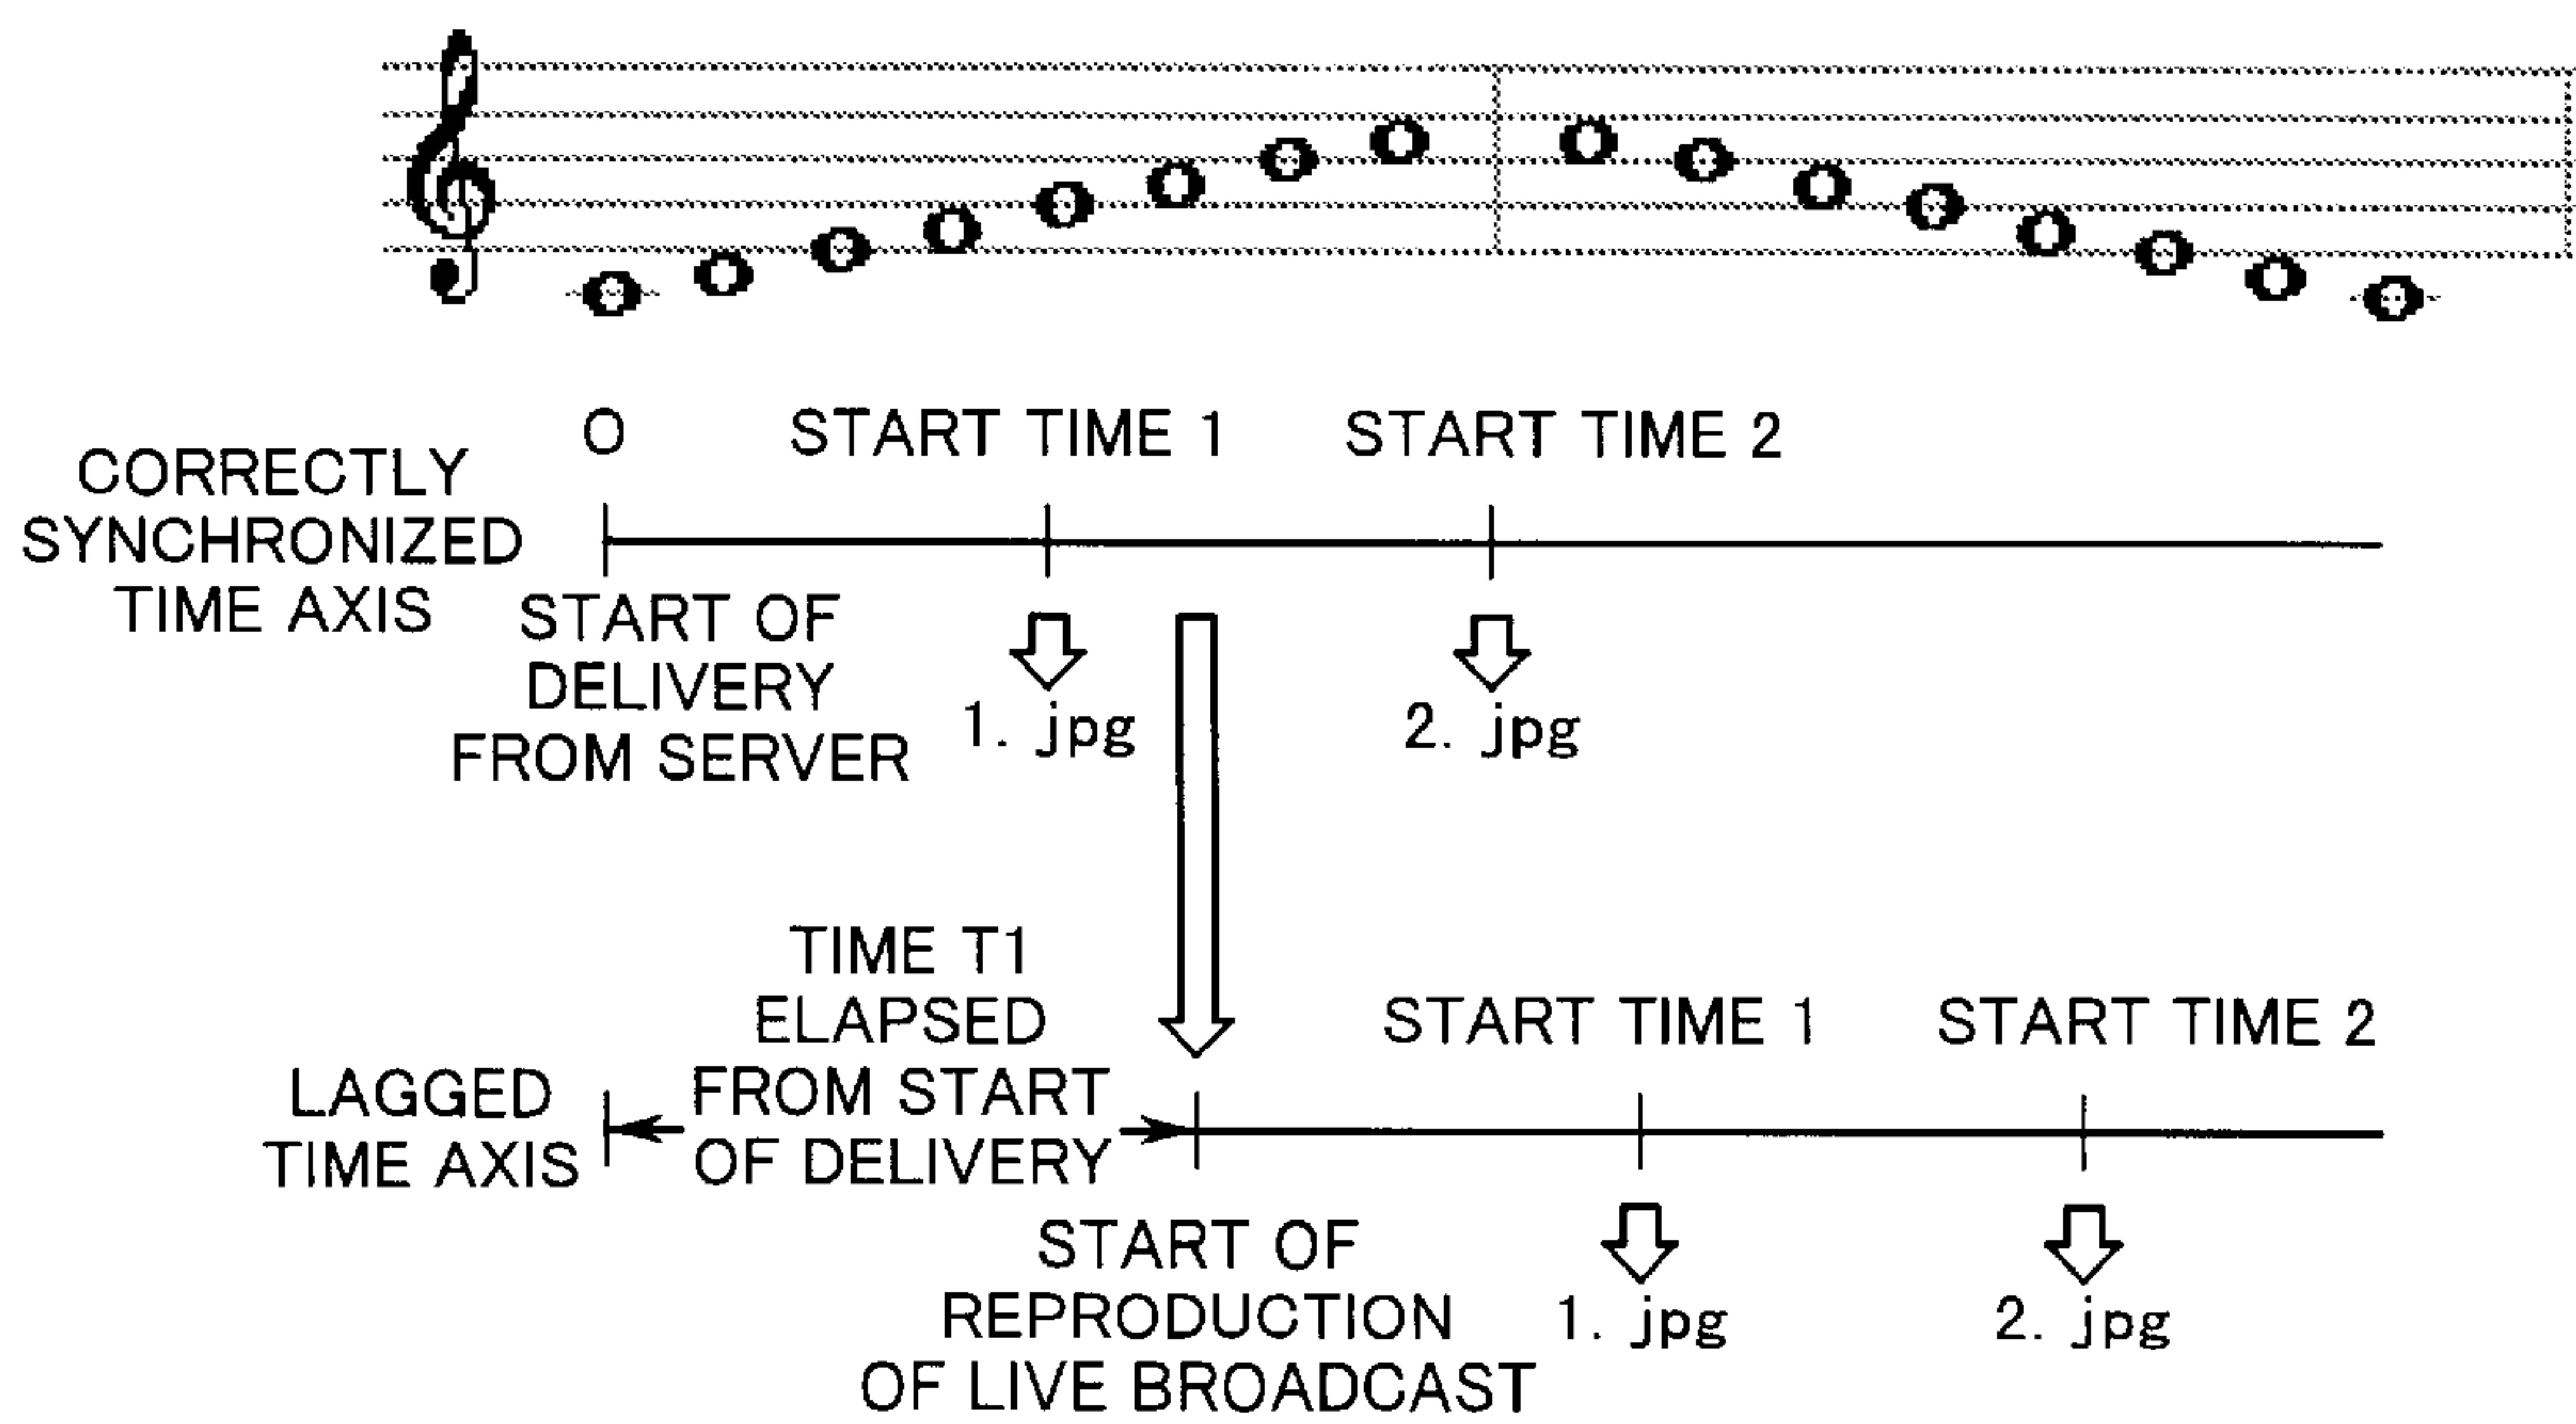 O START TIME 1 START TIME 2
CORRECTLY
SYNCHRONIZED
TIME AXIS
START OF
DELIVERY
FROM SERVER
1. jpg 2. jpg
TIME T1
ELAPSED
FROM START
OF DELIVERY
START TIME 1 START TIME 2
LAGGED
TIME AXIS
START OF
REPRODUCTION
OF LIVE BROADCAST
1. jpg 2. jpg